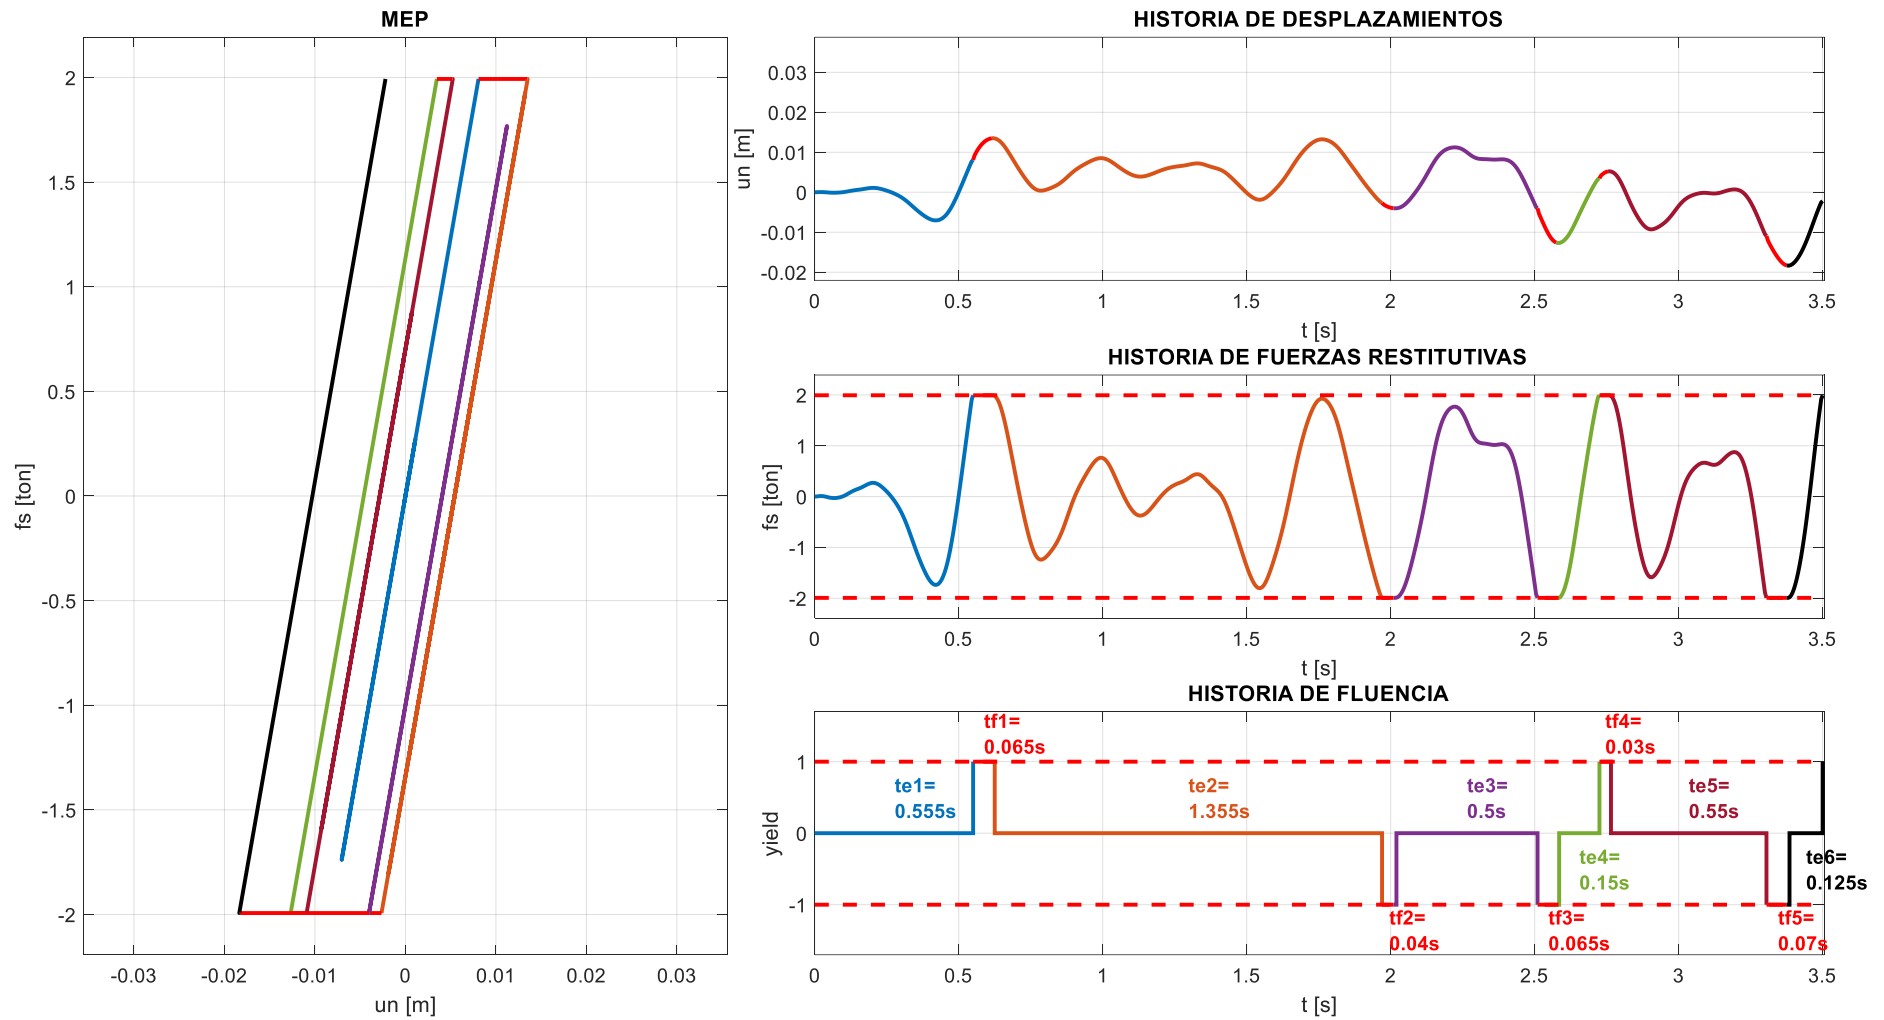 MEP
2
1.5
1
0.5
0
-0.5
-1
-1.5
-2
fs [ton]
-0.03
-0.02
-0.01
0
0.01
0.02
0.03
un [m]
HISTORIA DE DESPLAZAMIENTOS
0.03
0.02
0.01
0
-0.01
-0.02
un [m]
0
0.5
1
1.5
2
2.5
3
3.5
t [s]
HISTORIA DE FUERZAS RESTITUTIVAS
2
1
0
-1
-2
fs [ton]
0
0.5
1
1.5
2
2.5
3
3.5
t [s]
HISTORIA DE FLUENCIA
1
0
-1
yield
te1=
0.555s
tf1=
0.065s
te2=
1.355s
tf2=
0.04s
te3=
0.5s
tf3=
0.065s
te4=
0.15s
tf4=
0.03s
te5=
0.55s
tf5=
0.07s
te6=
0.125s
0
0.5
1
1.5
2
2.5
3
3.5
t [s]